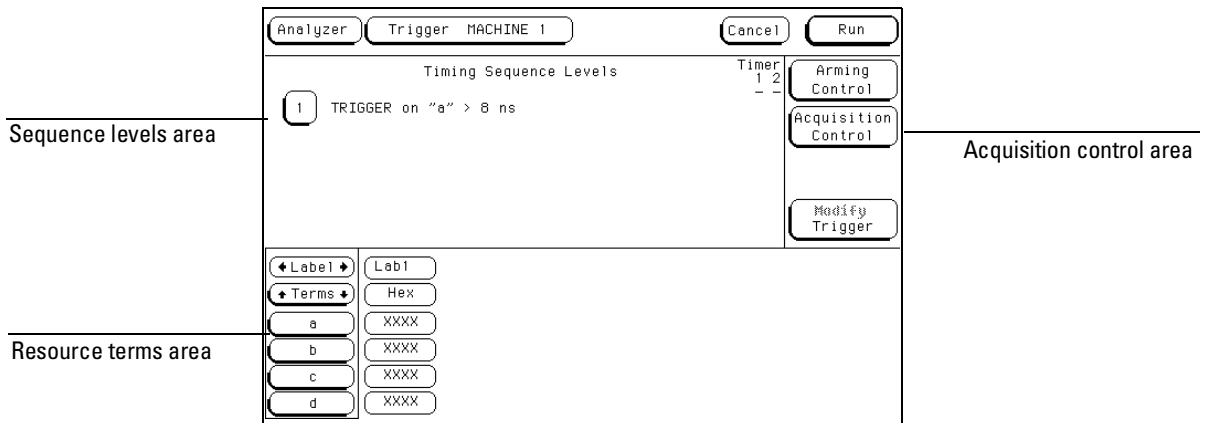 Analyzer Trigger MACHINE 1 Cancel Run
Timing Sequence Levels
Timer
1 2
– –
1 TRIGGER on "a" > 8 ns
Arming
Control
Acquisition
Control
Modify
Trigger
Sequence levels area
Acquisition control area
Label Lab1
Terms Hex
a XXXX
b XXXX
c XXXX
d XXXX
Resource terms area